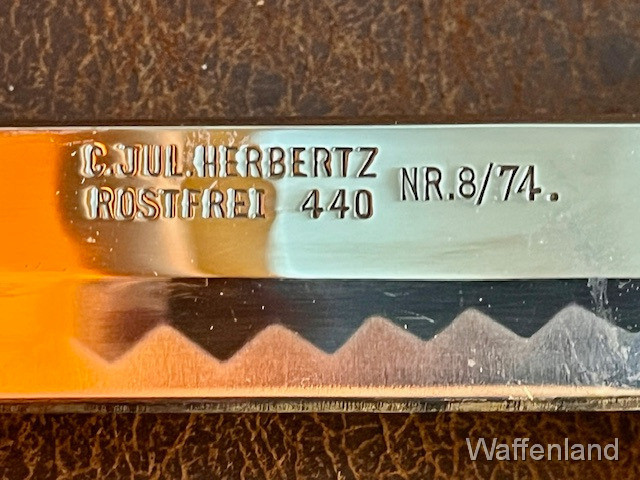 C.JUL.HERBERTZ
ROSTFREI 440
NR.8/74.
Waffenland